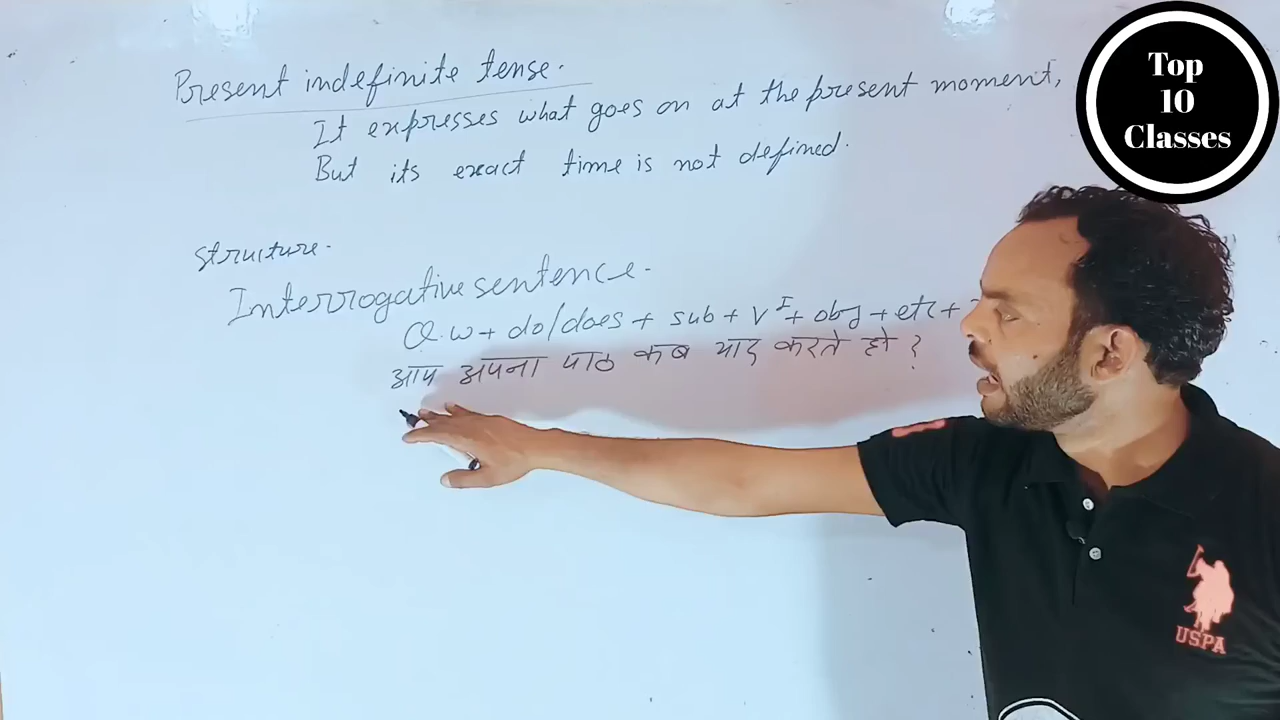 Present indefinite tense.
It expresses what goes on at the present moment,
But its exact time is not defined.
structure.
Interrogative sentence.
Q.w + do/does + sub + V I + obj + etc +
आप अपना पाठ कब याद करते हो ?
Top
10
Classes
USPA